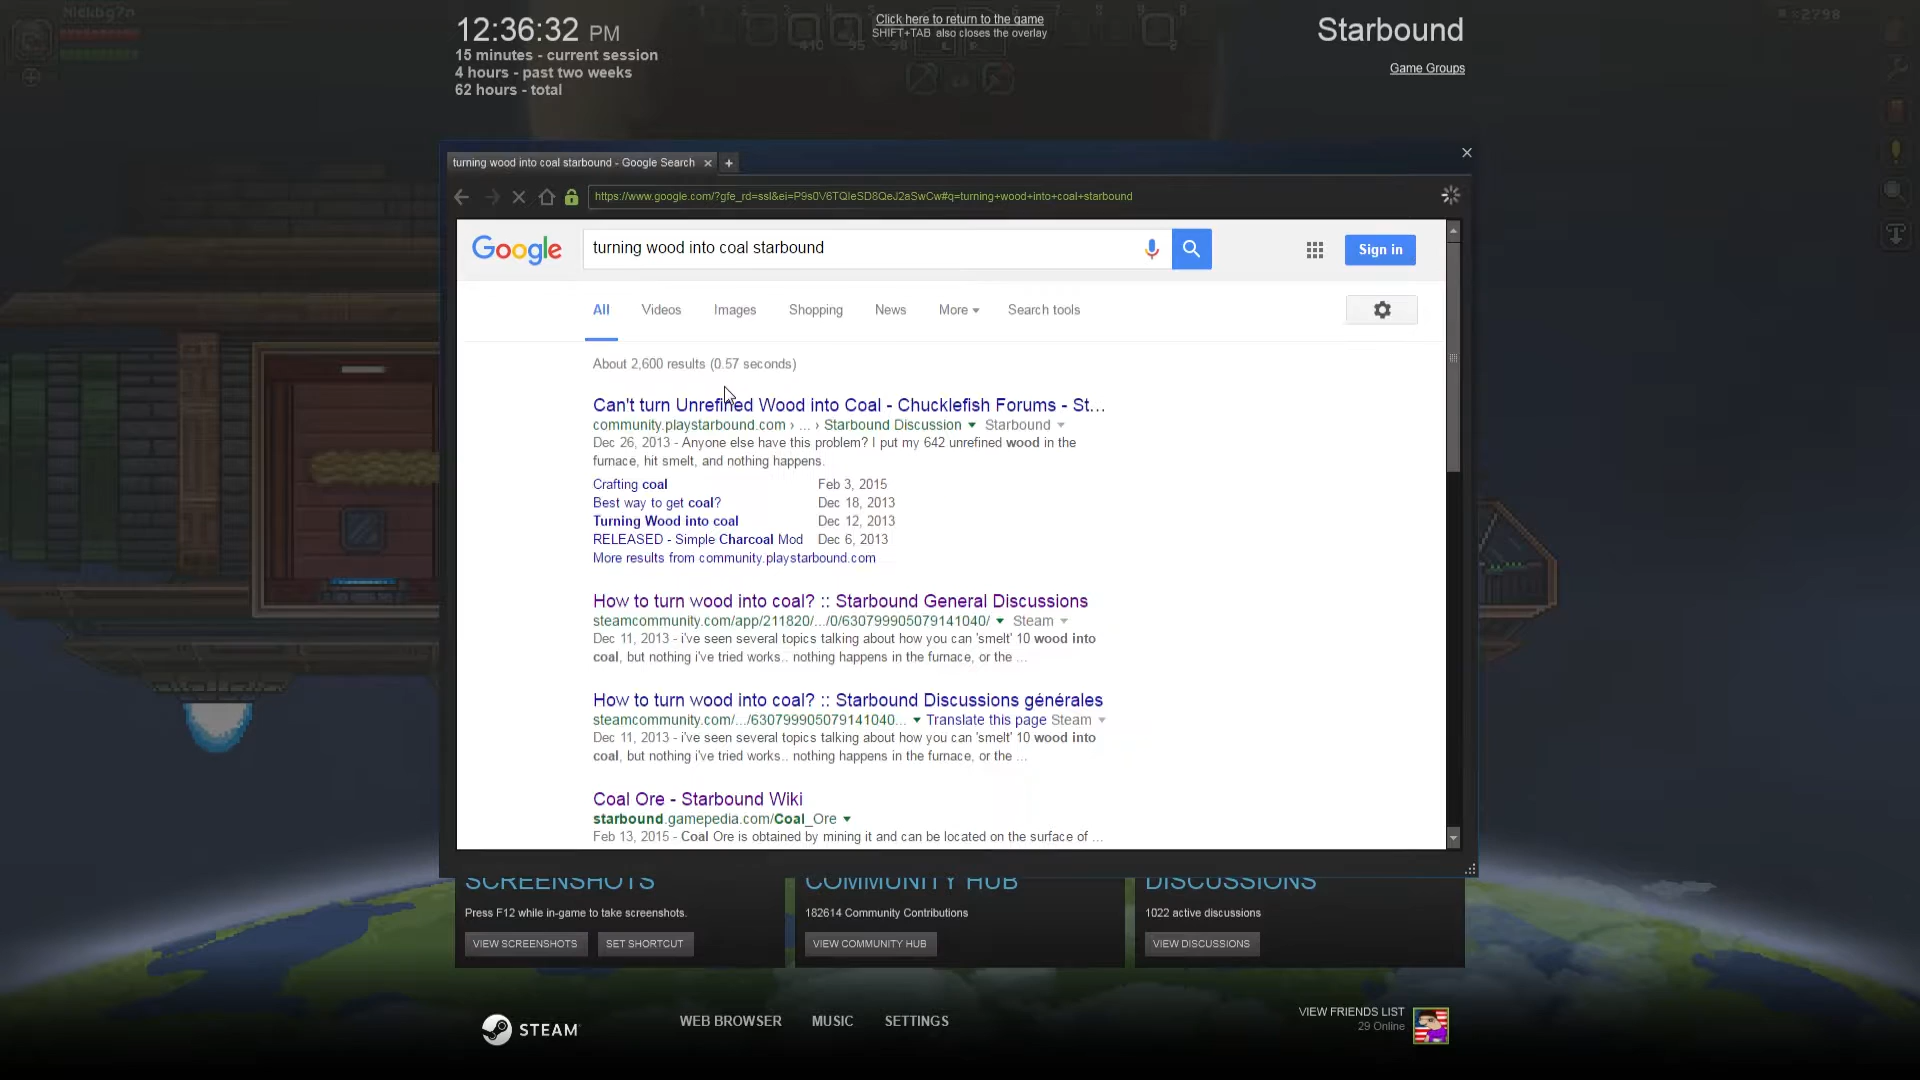 Nickbg7n
2798
12:36:32 PM
15 minutes - current session
4 hours - past two weeks
62 hours - total
Click here to return to the game
SHIFT+TAB also closes the overlay
Starbound
Game Groups
turning wood into coal starbound - Google Search
https://www.google.com/?gfe_rd=ssl&ei=P9s0V6TQIeSD8QeJ2aSwCw#q=turning+wood+into+coal+starbound
Google
turning wood into coal starbound
Sign in
All Videos Images Shopping News More Search tools
About 2,600 results (0.57 seconds)
Can't turn Unrefined Wood into Coal - Chucklefish Forums - St...
community.playstarbound.com › ... › Starbound Discussion Starbound
Dec 26, 2013 - Anyone else have this problem? I put my 642 unrefined wood in the
furnace, hit smelt, and nothing happens.
Crafting coal Feb 3, 2015
Best way to get coal? Dec 18, 2013
Turning Wood into coal Dec 12, 2013
RELEASED - Simple Charcoal Mod Dec 6, 2013
More results from community.playstarbound.com
How to turn wood into coal? :: Starbound General Discussions
steamcommunity.com/app/211820/.../0/630799905079141040/ Steam
Dec 11, 2013 - i've seen several topics talking about how you can 'smelt' 10 wood into
coal, but nothing i've tried works.. nothing happens in the furnace, or the ...
How to turn wood into coal? :: Starbound Discussions générales
steamcommunity.com/.../630799905079141040... Translate this page Steam
Dec 11, 2013 - i've seen several topics talking about how you can 'smelt' 10 wood into
coal, but nothing i've tried works.. nothing happens in the furnace, or the ...
Coal Ore - Starbound Wiki
starbound.gamepedia.com/Coal_Ore
Feb 13, 2015 - Coal Ore is obtained by mining it and can be located on the surface of ...
SCREENSHOTS
Press F12 while in-game to take screenshots.
VIEW SCREENSHOTS SET SHORTCUT
COMMUNITY HUB
182614 Community Contributions
VIEW COMMUNITY HUB
DISCUSSIONS
1022 active discussions
VIEW DISCUSSIONS
STEAM
WEB BROWSER MUSIC SETTINGS
VIEW FRIENDS LIST
29 Online